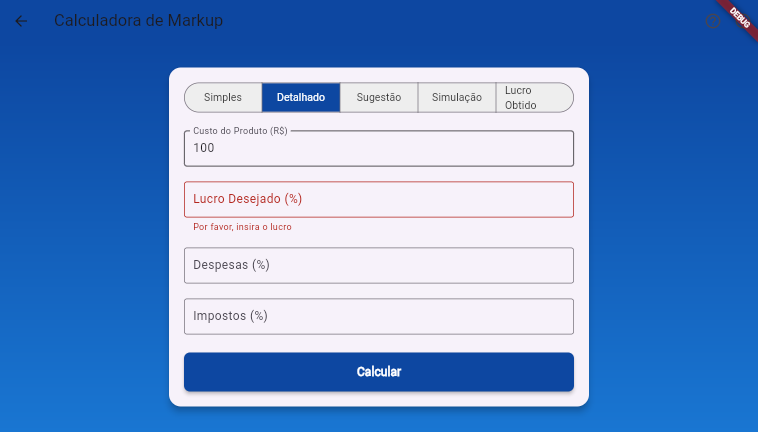 Calculadora de Markup
DEBUG
Simples
Detalhado
Sugestão
Simulação
Lucro
Obtido
Custo do Produto (R$)
100
Lucro Desejado (%)
Por favor, insira o lucro
Despesas (%)
Impostos (%)
Calcular